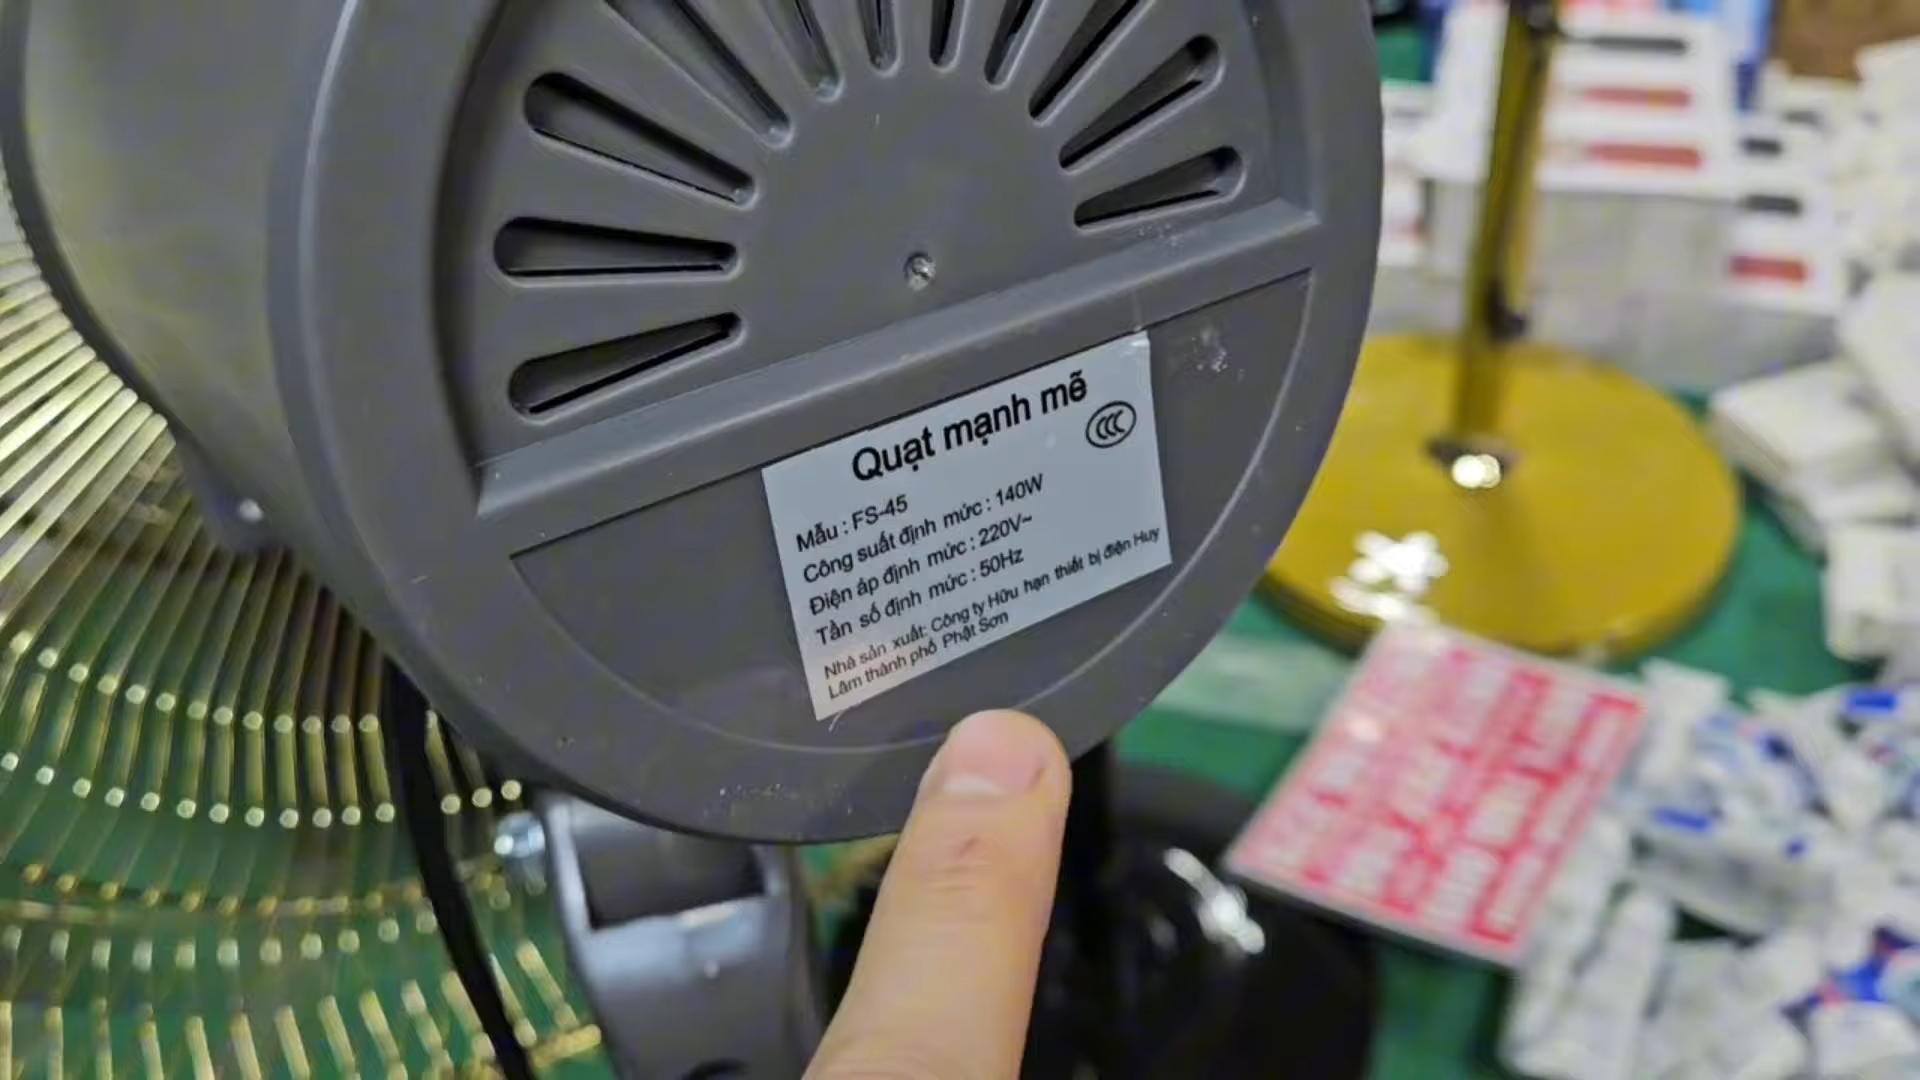 Quạt mạnh mẽ
CCC
Mẫu : FS-45
Công suất định mức : 140W
Điện áp định mức : 220V~
Tần số định mức : 50Hz
Nhà sản xuất: Công ty Hữu hạn thiết bị điện Huy
Lâm thành phố Phật Sơn